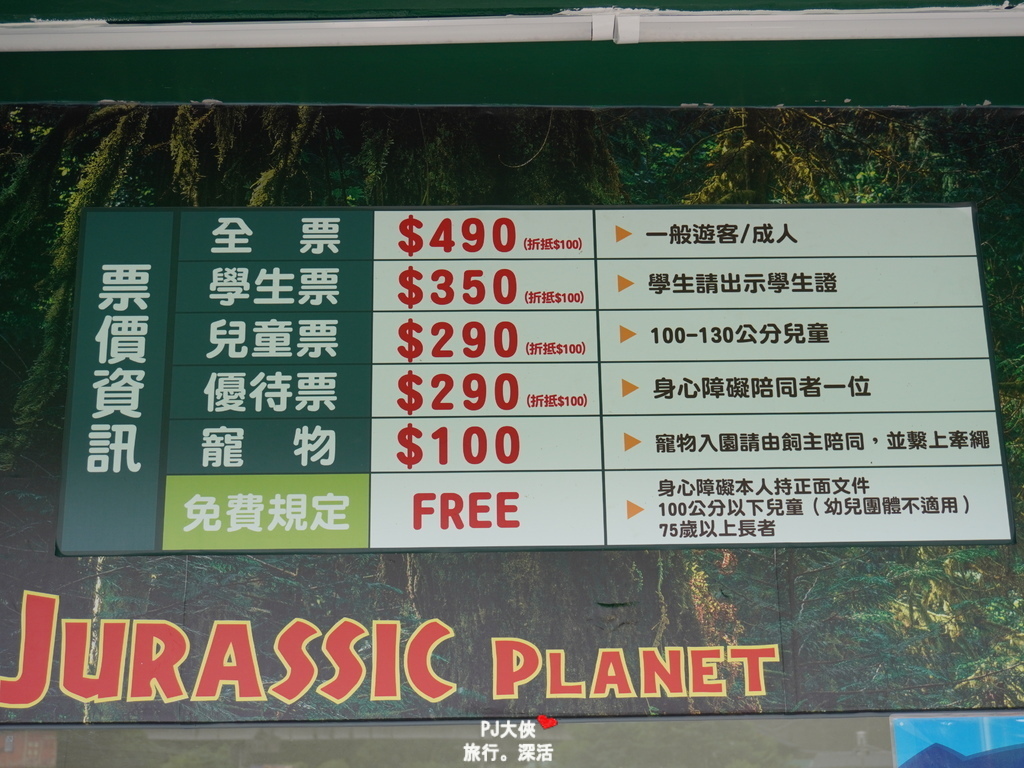 票價資訊
全票 $490 (折抵$100) 一般遊客/成人
學生票 $350 (折抵$100) 學生請出示學生證
兒童票 $290 (折抵$100) 100-130公分兒童
優待票 $290 (折抵$100) 身心障礙陪同者一位
寵物 $100 寵物入園請由飼主陪同，並繫上牽繩
免費規定 FREE 身心障礙本人持正面文件
100公分以下兒童（幼兒團體不適用）
75歲以上長者
JURASSIC PLANET
PJ大俠
旅行。深活